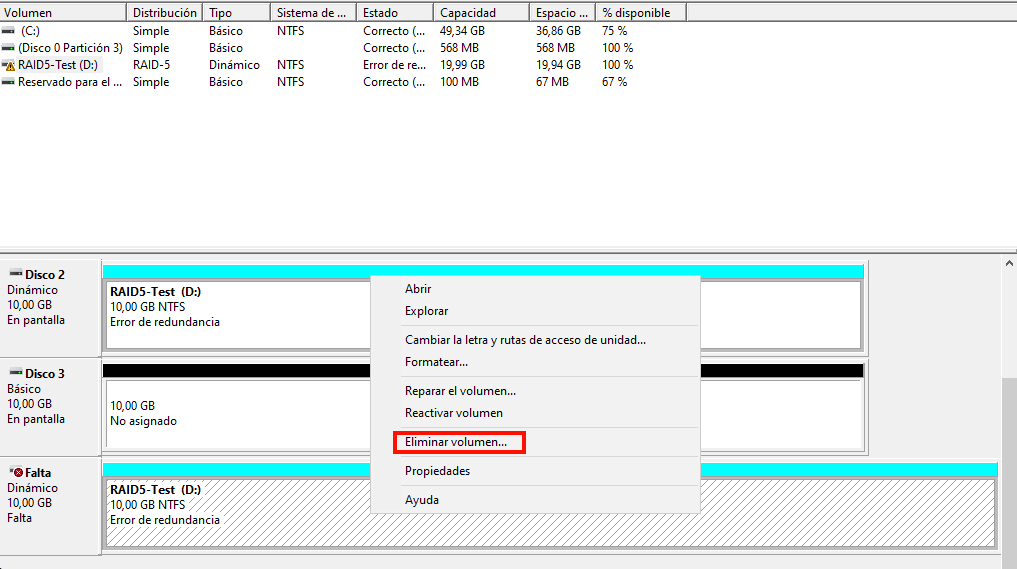 Volumen Distribución Tipo Sistema de ... Estado Capacidad Espacio ... % disponible
(C:) Simple Básico NTFS Correcto (... 49,34 GB 36,86 GB 75 %
(Disco 0 Partición 3) Simple Básico Correcto (... 568 MB 568 MB 100 %
RAID5-Test (D:) RAID-5 Dinámico NTFS Error de re... 19,99 GB 19,94 GB 100 %
Reservado para el ... Simple Básico NTFS Correcto (... 100 MB 67 MB 67 %
Disco 2
Dinámico
10,00 GB
En pantalla
RAID5-Test (D:)
10,00 GB NTFS
Error de redundancia
Disco 3
Básico
10,00 GB
En pantalla
10,00 GB
No asignado
Falta
Dinámico
10,00 GB
Falta
RAID5-Test (D:)
10,00 GB NTFS
Error de redundancia
Abrir
Explorar
Cambiar la letra y rutas de acceso de unidad...
Formatear...
Reparar el volumen...
Reactivar volumen
Eliminar volumen...
Propiedades
Ayuda